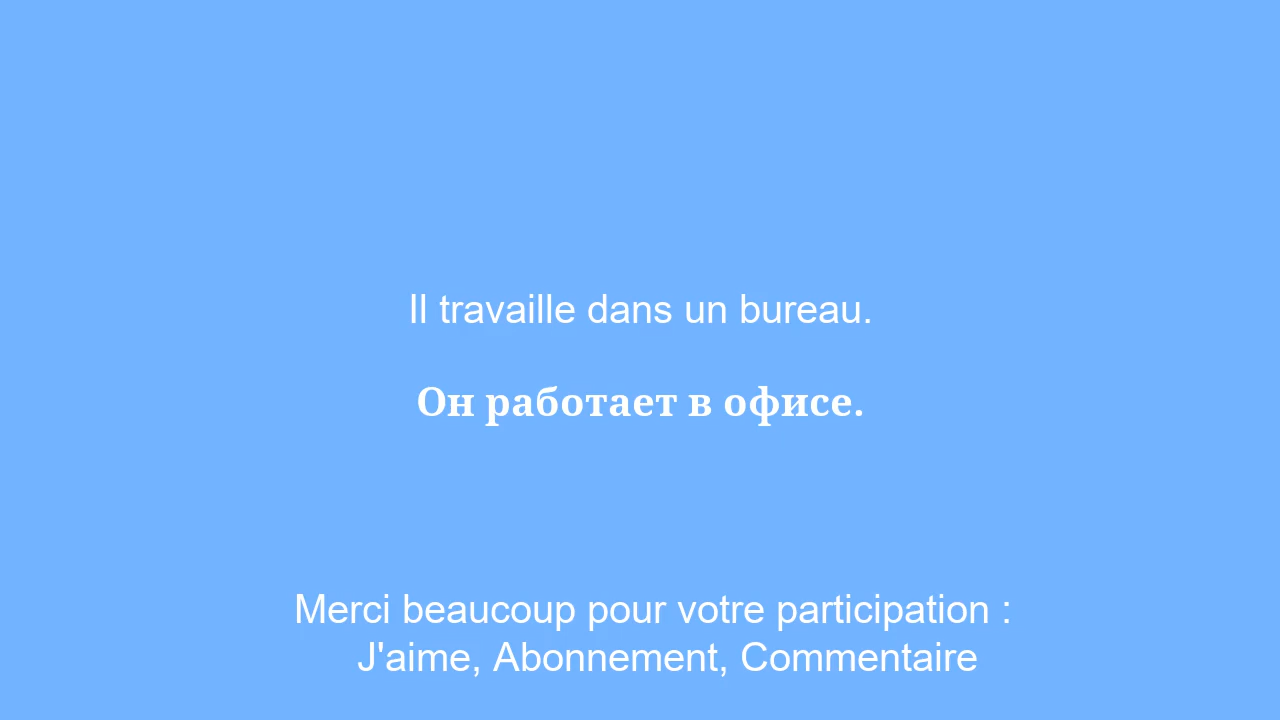 Il travaille dans un bureau.
Он работает в офисе.
Merci beaucoup pour votre participation :
J'aime, Abonnement, Commentaire